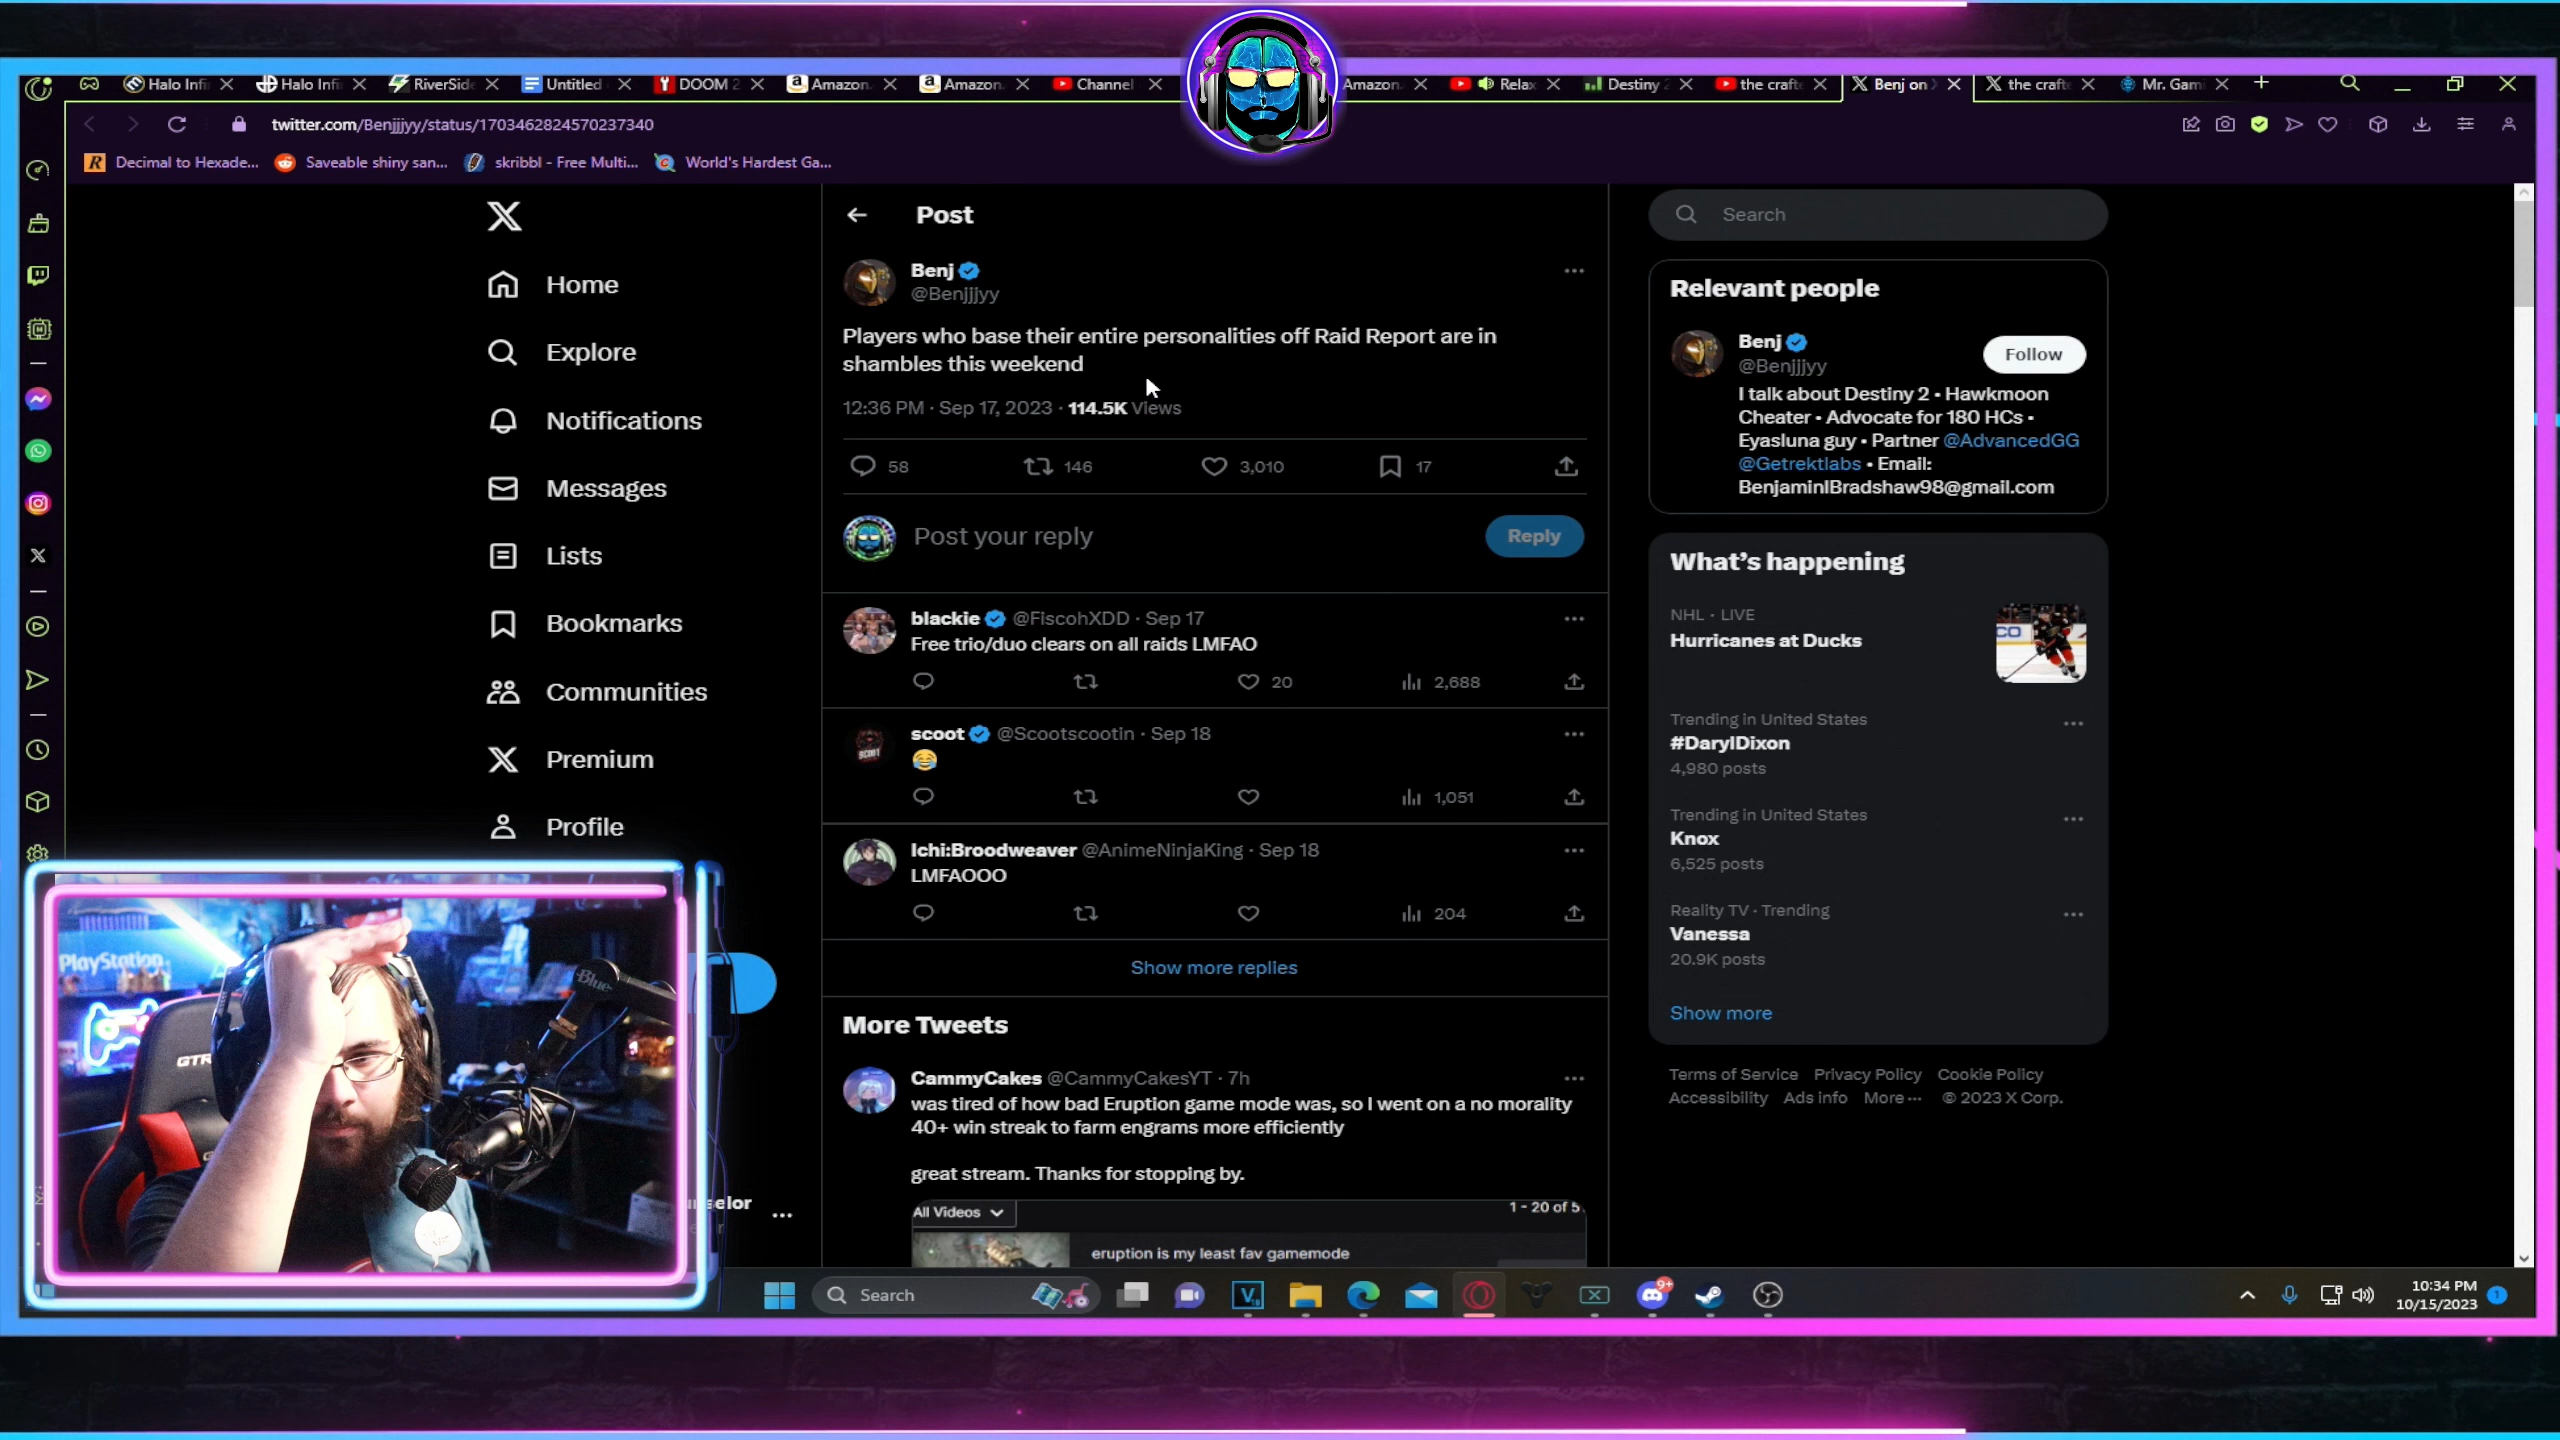 Halo Infi
Halo Infi
RiverSide
Untitled
DOOM 2
Amazon.
Amazon.
Channel
Amazon.
Relax
Destiny 2
the craft
Benj on
the craft
Mr. Gam
twitter.com/Benjjjyy/status/1703462824570237340
Decimal to Hexade...
Saveable shiny san...
skribbl - Free Multi...
World's Hardest Ga...
Home
Explore
Notifications
Messages
Lists
Bookmarks
Communities
Premium
Profile
selor
Post
Benj
@Benjjjyy
Players who base their entire personalities off Raid Report are in
shambles this weekend
12:36 PM · Sep 17, 2023 · 114.5K Views
58 146 3,010 17
Post your reply
Reply
blackie @FiscohXDD · Sep 17
Free trio/duo clears on all raids LMFAO
20 2,688
scoot @Scootscootin · Sep 18
😂
1,051
Ichi:Broodweaver @AnimeNinjaKing · Sep 18
LMFAOOO
204
Show more replies
More Tweets
CammyCakes @CammyCakesYT · 7h
was tired of how bad Eruption game mode was, so I went on a no morality
40+ win streak to farm engrams more efficiently
great stream. Thanks for stopping by.
All Videos
1 - 20 of 5
eruption is my least fav gamemode
Search
Relevant people
Benj
@Benjjjyy
Follow
I talk about Destiny 2 • Hawkmoon
Cheater • Advocate for 180 HCs •
Eyasluna guy • Partner @AdvancedGG
@Getrektlabs • Email:
BenjaminlBradshaw98@gmail.com
What's happening
NHL · LIVE
Hurricanes at Ducks
Trending in United States
#DarylDixon
4,980 posts
Trending in United States
Knox
6,525 posts
Reality TV · Trending
Vanessa
20.9K posts
Show more
Terms of Service Privacy Policy Cookie Policy
Accessibility Ads info More ··· © 2023 X Corp.
PlayStation
GTR
Blue
Search
9+
10:34 PM
10/15/2023
1